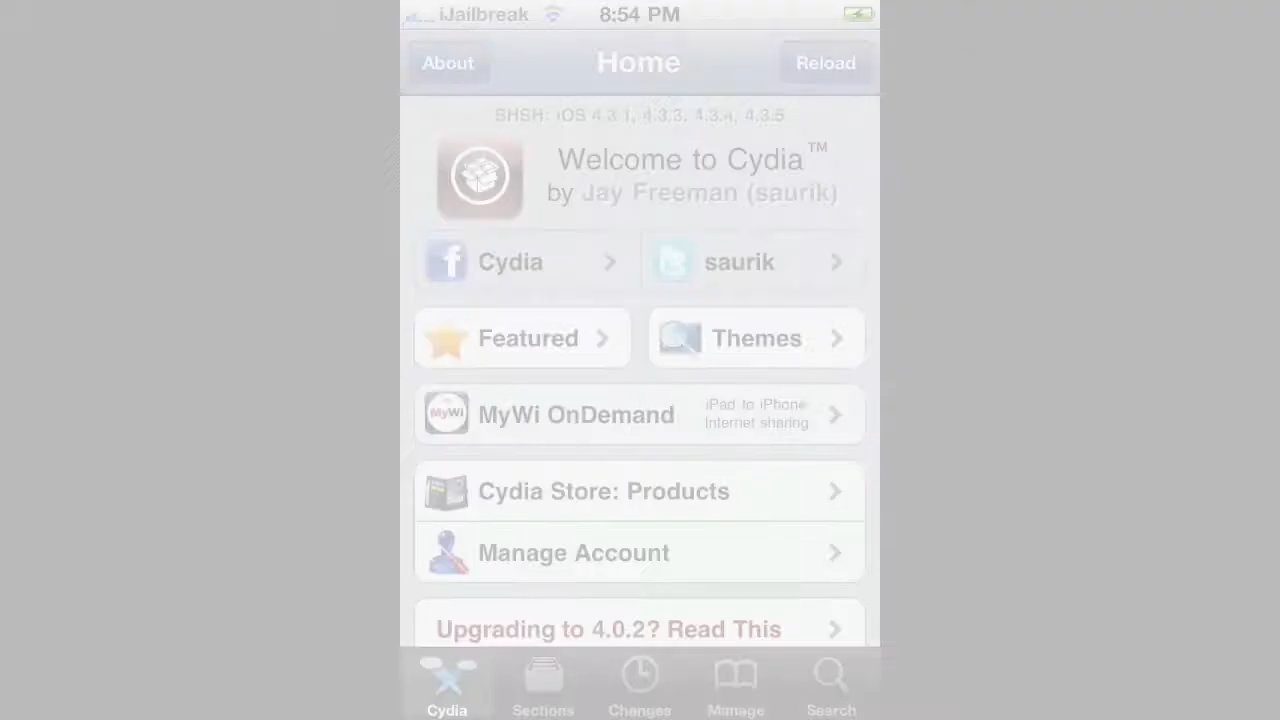 iJailbreak 8:54 PM
About Home Reload
BHSH: iOS 4.3.1, 4.3.3, 4.3.4, 4.3.5
Welcome to Cydia™
by Jay Freeman (saurik)
Cydia saurik
Featured Themes
MyWi MyWi OnDemand iPad to iPhone
Internet sharing
Cydia Store: Products
Manage Account
Upgrading to 4.0.2? Read This
Cydia Sections Changes Manage Search